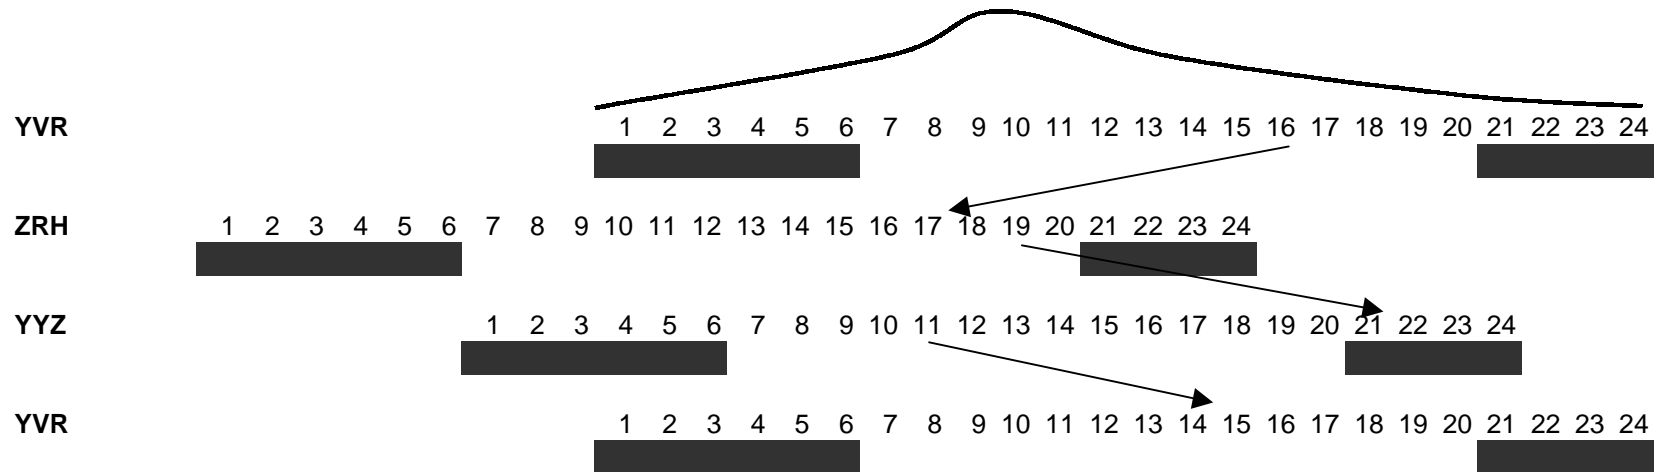 YVR 1 2 3 4 5 6 7 8 9 10 11 12 13 14 15 16 17 18 19 20 21 22 23 24
ZRH 1 2 3 4 5 6 7 8 9 10 11 12 13 14 15 16 17 18 19 20 21 22 23 24
YYZ 1 2 3 4 5 6 7 8 9 10 11 12 13 14 15 16 17 18 19 20 21 22 23 24
YVR 1 2 3 4 5 6 7 8 9 10 11 12 13 14 15 16 17 18 19 20 21 22 23 24